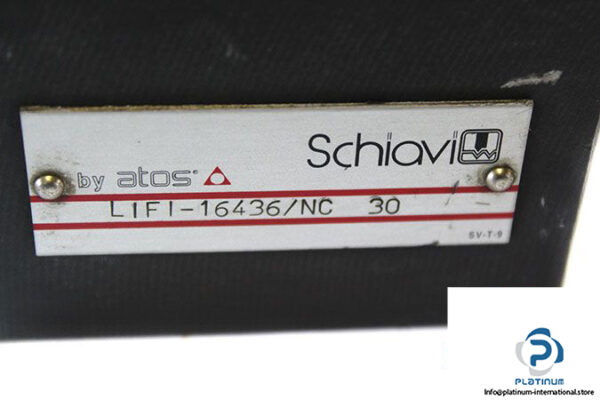 Schiavi
by atos
LIFI-16436/NC 30
SV-T-9
PLATINUM
Info@platinum-international.store